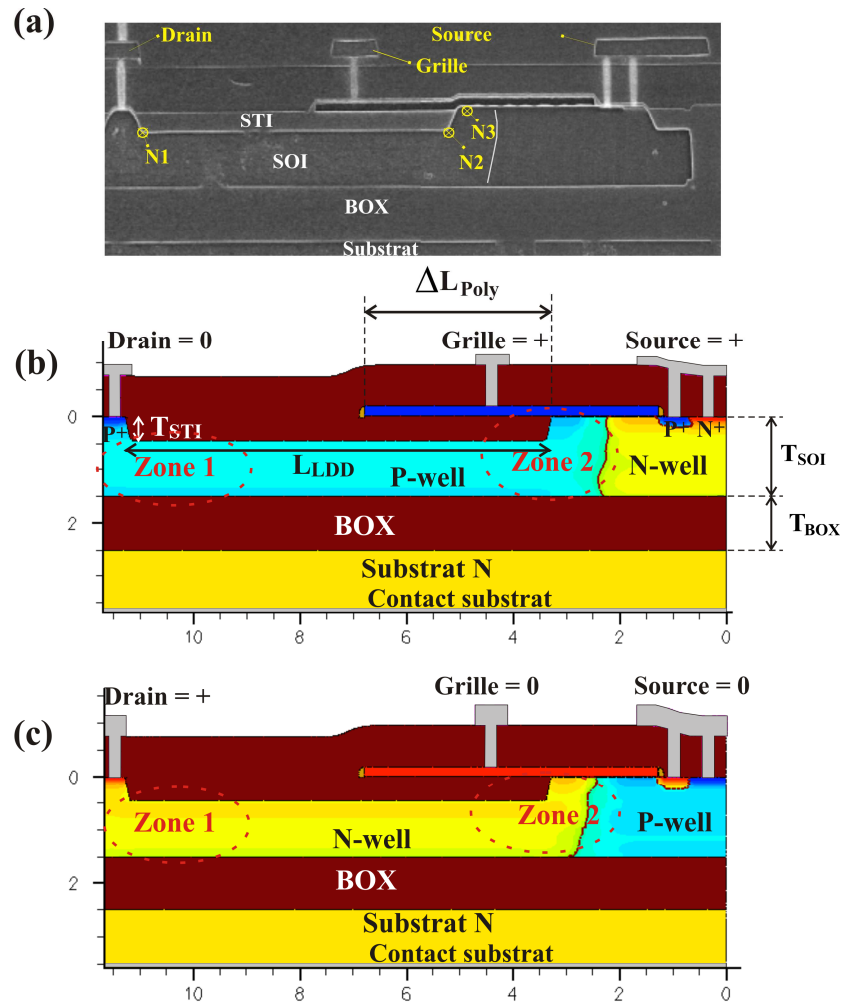 (a)
Drain
Source
Grille
STI
N3
N1
N2
SOI
BOX
Substrat
ΔL_Poly
(b)
Drain = 0
Grille = +
Source = +
0
P+
T_STI
P+
N+
Zone 1
L_LDD
Zone 2
N-well
T_SOI
P-well
2
BOX
T_BOX
Substrat N
Contact substrat
10
8
6
4
2
0
(c)
Drain = +
Grille = 0
Source = 0
0
Zone 1
Zone 2
P-well
N-well
2
BOX
Substrat N
Contact substrat
10
8
6
4
2
0